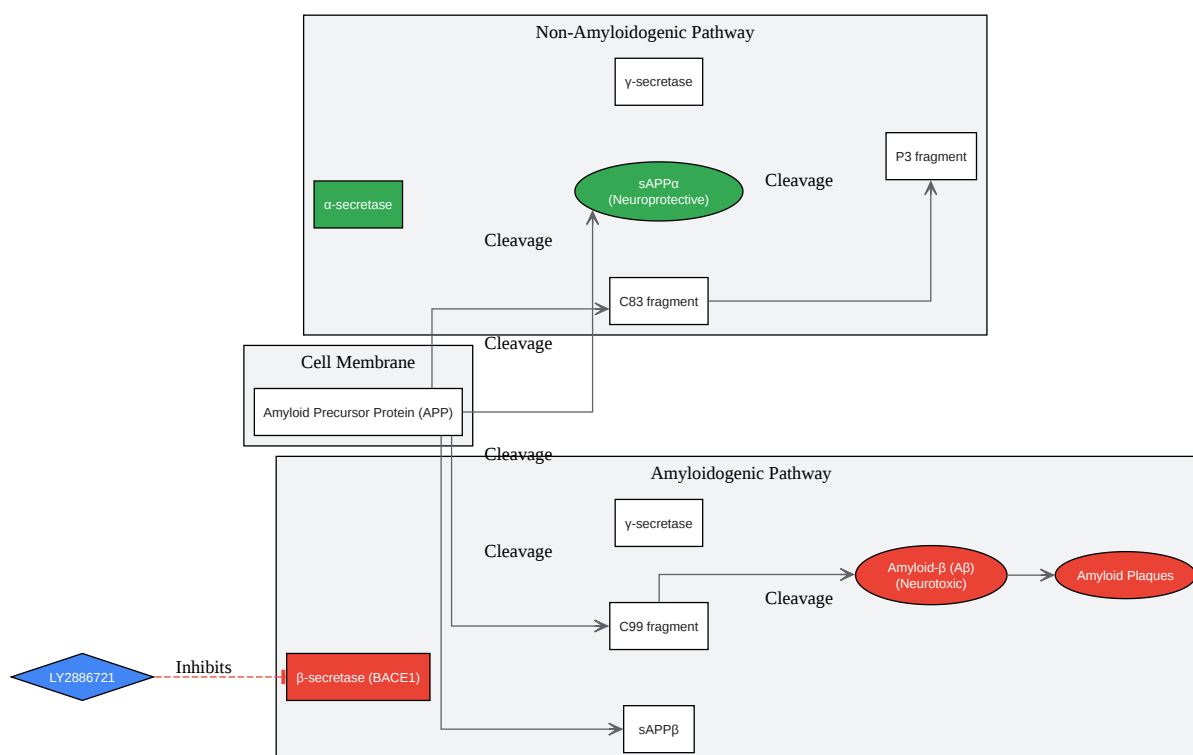 Non-Amyloidogenic Pathway
γ-secretase
P3 fragment
α-secretase
sAPPα
(Neuroprotective)
Cleavage
Cleavage
C83 fragment
Cleavage
Cell Membrane
Amyloid Precursor Protein (APP)
Cleavage
Amyloidogenic Pathway
γ-secretase
Cleavage
Amyloid-β (Aβ)
(Neurotoxic)
Amyloid Plaques
Cleavage
C99 fragment
LY2886721
Inhibits
β-secretase (BACE1)
sAPPβ